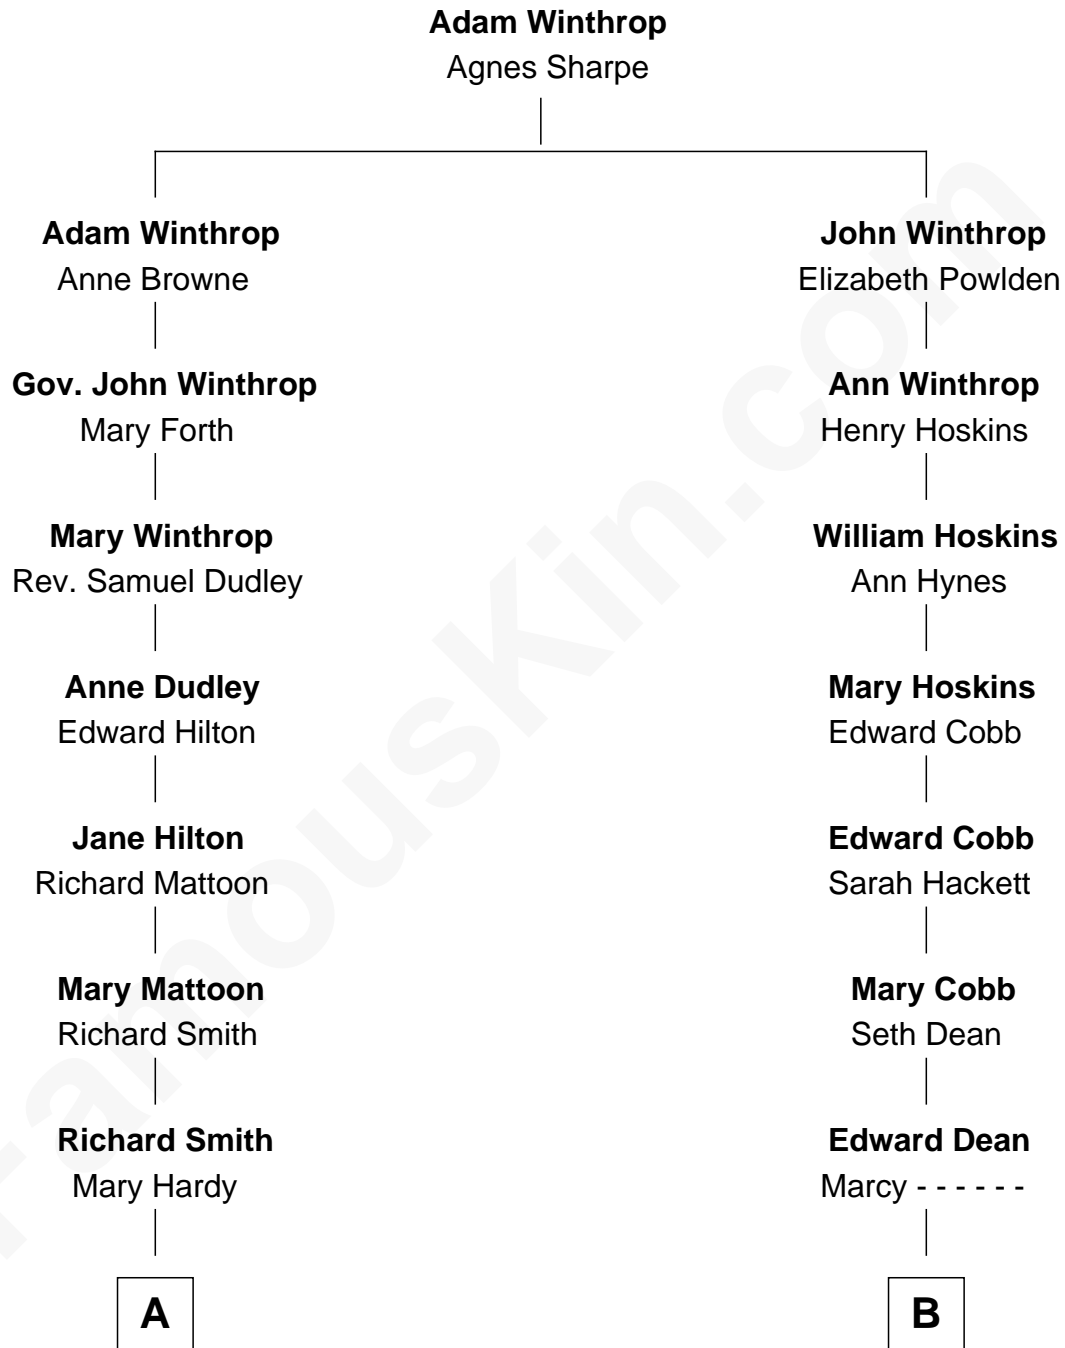 Adam Winthrop
Agnes Sharpe
Adam Winthrop
Anne Browne
John Winthrop
Elizabeth Powlden
Gov. John Winthrop
Mary Forth
Ann Winthrop
Henry Hoskins
Mary Winthrop
Rev. Samuel Dudley
William Hoskins
Ann Hynes
Anne Dudley
Edward Hilton
Mary Hoskins
Edward Cobb
Jane Hilton
Richard Mattoon
Edward Cobb
Sarah Hackett
Mary Mattoon
Richard Smith
Mary Cobb
Seth Dean
Richard Smith
Mary Hardy
Edward Dean
Marcy - - - - - -
A
B
FamousKin.com